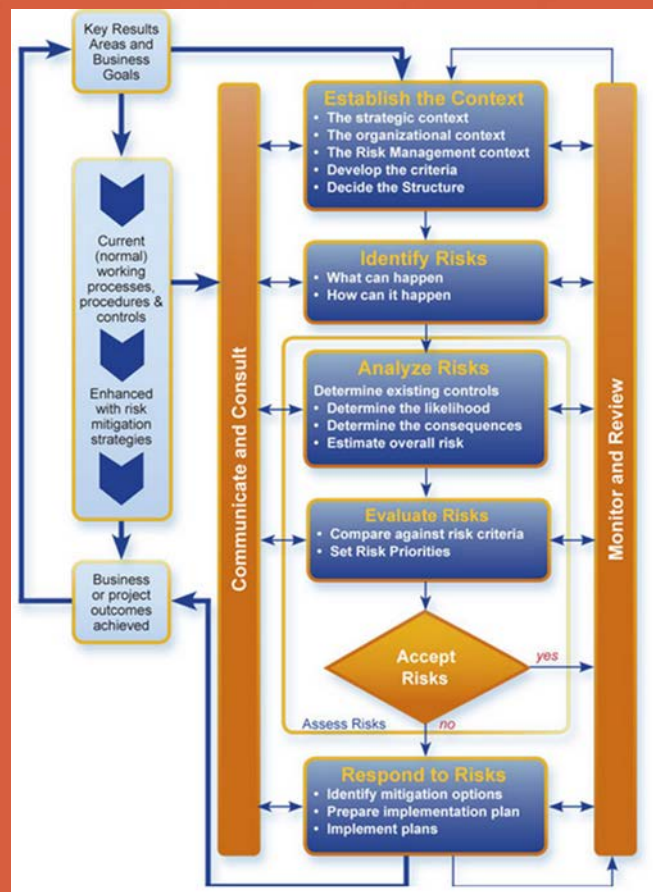 Key Results
Areas and
Business
Goals
Current
(normal)
working
processes,
procedures &
controls
Enhanced
with risk
mitigation
strategies
Business
or project
outcomes
achieved
Communicate and Consult
Establish the Context
• The strategic context
• The organizational context
• The Risk Management context
• Develop the criteria
• Decide the Structure
Identify Risks
• What can happen
• How can it happen
Analyze Risks
Determine existing controls
• Determine the likelihood
• Determine the consequences
• Estimate overall risk
Evaluate Risks
• Compare against risk criteria
• Set Risk Priorities
Accept
Risks
yes
Assess Risks
no
Respond to Risks
• Identify mitigation options
• Prepare implementation plan
• Implement plans
Monitor and Review